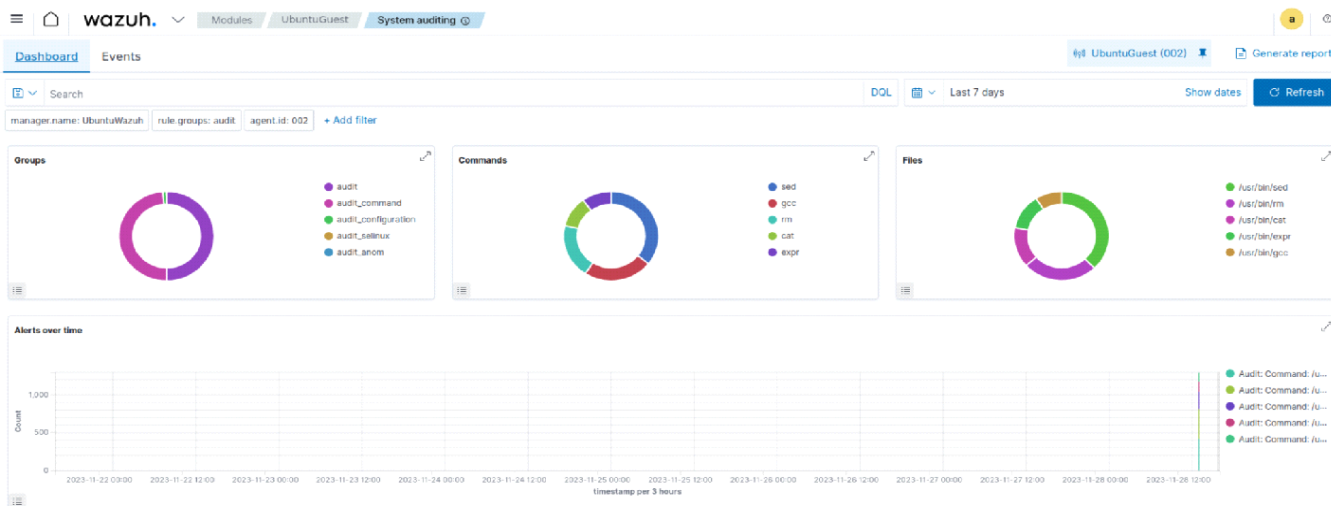 wazuh. Modules UbuntuGuest System auditing a
Dashboard Events UbuntuGuest (002) Generate report
Search DQL Last 7 days Show dates Refresh
manager.name: UbuntuWazuh rule.groups: audit agent.id: 002 + Add filter
Groups
audit
audit_command
audit_configuration
audit_selinux
audit_anom
Commands
sed
gcc
rm
cat
expr
Files
/usr/bin/sed
/usr/bin/rm
/usr/bin/cat
/usr/bin/expr
/usr/bin/gcc
Alerts over time
Count
1,000
500
0
2023-11-22 00:00 2023-11-22 12:00 2023-11-23 00:00 2023-11-23 12:00 2023-11-24 00:00 2023-11-24 12:00 2023-11-25 00:00 2023-11-25 12:00 2023-11-26 00:00 2023-11-26 12:00 2023-11-27 00:00 2023-11-27 12:00 2023-11-28 00:00 2023-11-28 12:00
timestamp per 3 hours
Audit: Command: /u...
Audit: Command: /u...
Audit: Command: /u...
Audit: Command: /u...
Audit: Command: /u...